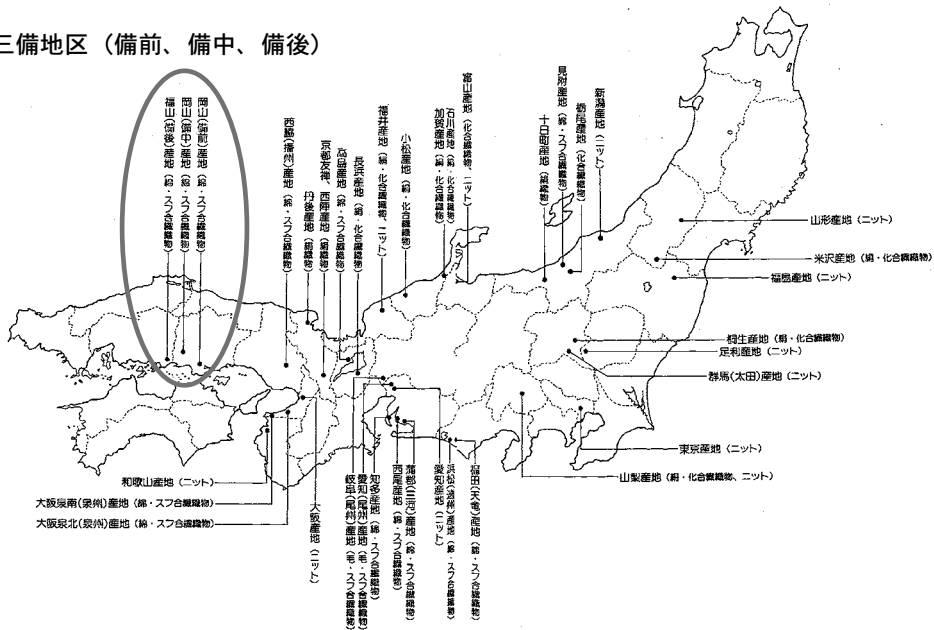 三備地区（備前、備中、備後）
福山(備後)産地（綿・スフ合繊織物）
岡山(備中)産地（綿・スフ合繊織物）
岡山(備前)産地（綿・スフ合繊織物）
西脇(播州)産地（綿・スフ合繊織物）
丹後産地（絹織物）
京都友禅、西陣産地（絹織物）
高島産地（綿・スフ合繊織物）
長浜産地（絹・化合繊織物）
福井産地（絹・化合繊織物、ニット）
小松産地（絹・化合繊織物）
加賀産地（絹・化合繊織物）
石川産地（絹・化合繊織物）
富山産地（化合繊織物、ニット）
十日町産地（絹織物）
見附産地（綿・スフ合繊織物）
栃尾産地（化合繊織物）
新潟産地（ニット）
山形産地（ニット）
米沢産地（絹・化合繊織物）
福島産地（ニット）
桐生産地（絹・化合繊織物）
足利産地（ニット）
群馬(太田)産地（ニット）
東京産地（ニット）
山梨産地（絹・化合繊織物、ニット）
和歌山産地（ニット）
大阪泉南(泉州)産地（綿・スフ合繊織物）
大阪泉北(泉州)産地（綿・スフ合繊織物）
大阪産地（ニット）
岐阜(尾州)産地（毛・スフ合繊織物）
愛知(尾州)産地（毛・スフ合繊織物）
知多産地（綿・スフ合繊織物）
西尾産地（綿・スフ合繊織物）
蒲郡(三河)産地（綿・スフ合繊織物）
愛知産地（ニット）
浜松(遠州)産地（綿・スフ合繊織物）
福田(天竜)産地（綿・スフ合繊織物）